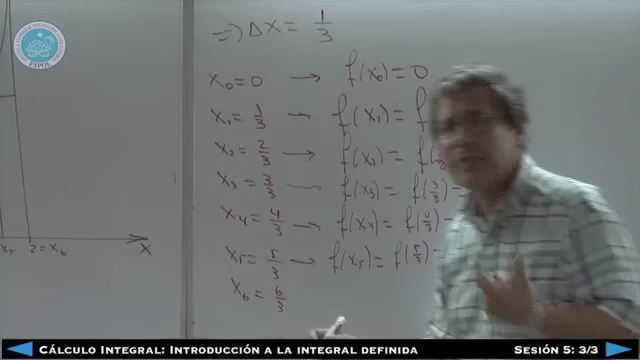 ⇒ ΔX = 1/3
X₀ = 0 → f(X₀) = 0
X₁ = 1/3 → f(X₁) = f
X₂ = 2/3 → f(X₂) = f(
X₃ = 3/3 → f(X₃) = f(3/3) =
X₄ = 4/3 → f(X₄) = f(4/3) =
X₅ = 5/3 → f(X₅) = f(5/3) =
X₆ = 6/3
X₅ 2 = X₆ X
ESPOL
Cálculo Integral: Introducción a la integral definida Sesión 5: 3/3